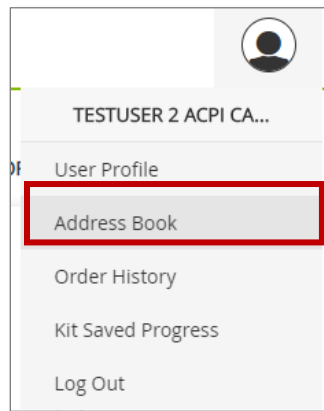 TESTUSER 2 ACPI CA...
User Profile
Address Book
Order History
Kit Saved Progress
Log Out